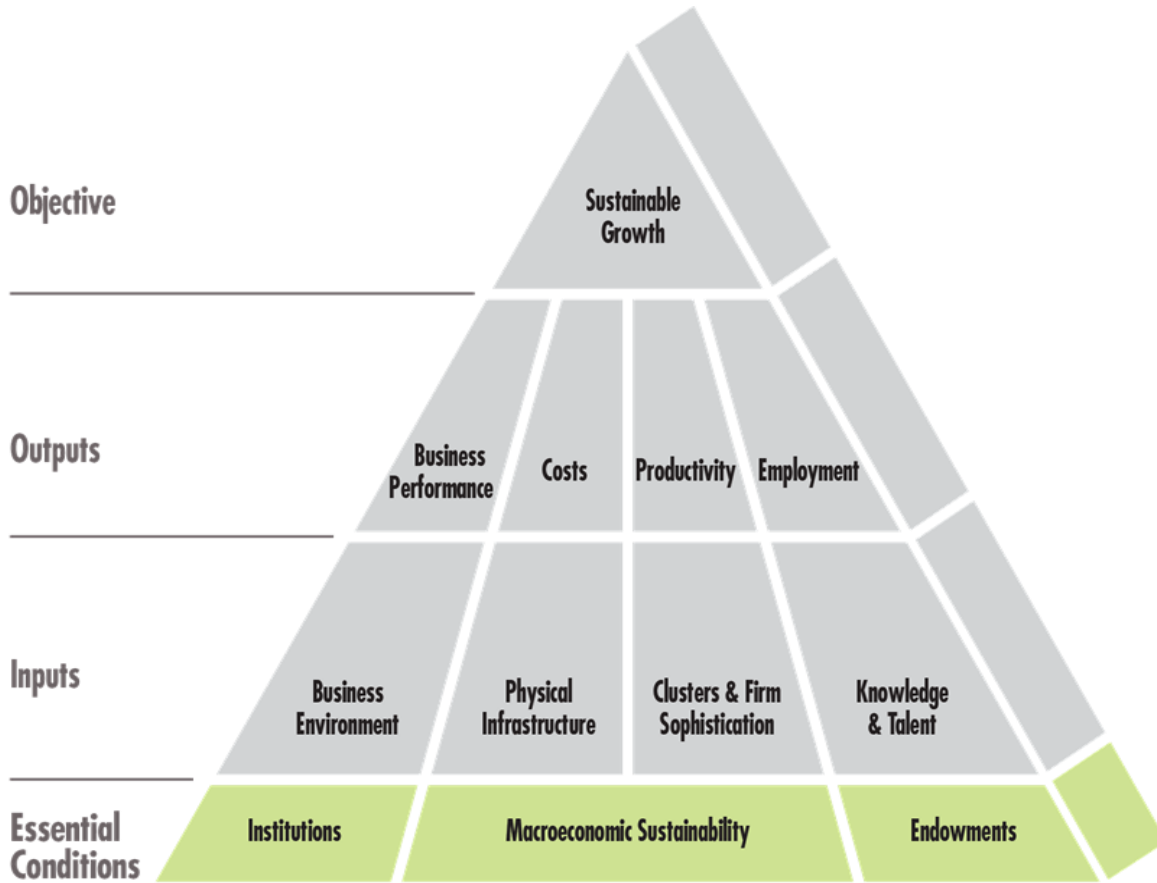 Objective
Sustainable
Growth
Outputs
Business
Performance
Costs
Productivity
Employment
Inputs
Business
Environment
Physical
Infrastructure
Clusters & Firm
Sophistication
Knowledge
& Talent
Essential
Conditions
Institutions
Macroeconomic Sustainability
Endowments